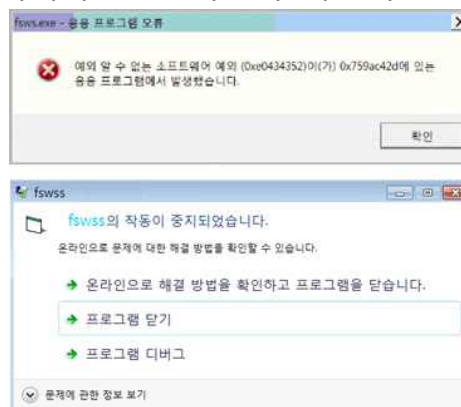 fsws.exe - 응용 프로그램 오류
예외 알 수 없는 소프트웨어 예외 (0xe0434352)이(가) 0x759ac42d에 있는
응용 프로그램에서 발생했습니다.
확인
fswss
fswss의 작동이 중지되었습니다.
온라인으로 문제에 대한 해결 방법을 확인할 수 있습니다.
온라인으로 해결 방법을 확인하고 프로그램을 닫습니다.
프로그램 닫기
프로그램 디버그
문제에 관한 정보 보기